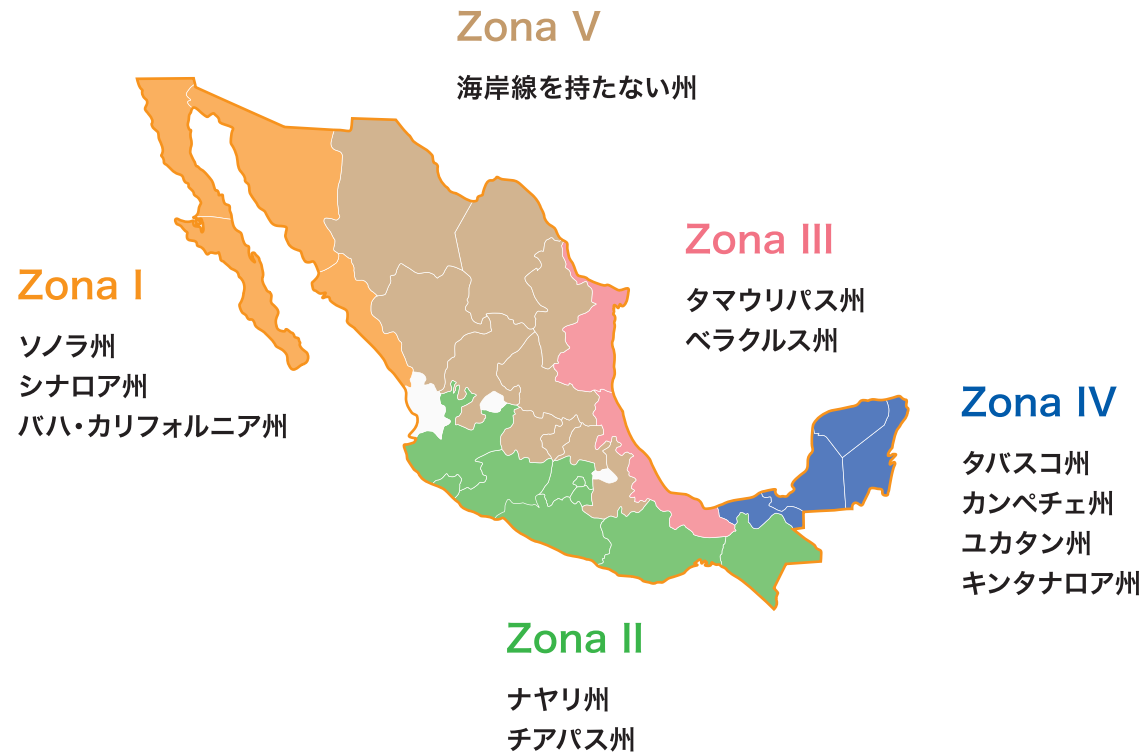 Zona V
海岸線を持たない州
Zona III
タマウリパス州
ベラクルス州
Zona I
ソノラ州
シナロア州
バハ・カリフォルニア州
Zona IV
タバスコ州
カンペチェ州
ユカタン州
キンタナロア州
Zona II
ナヤリ州
チアパス州